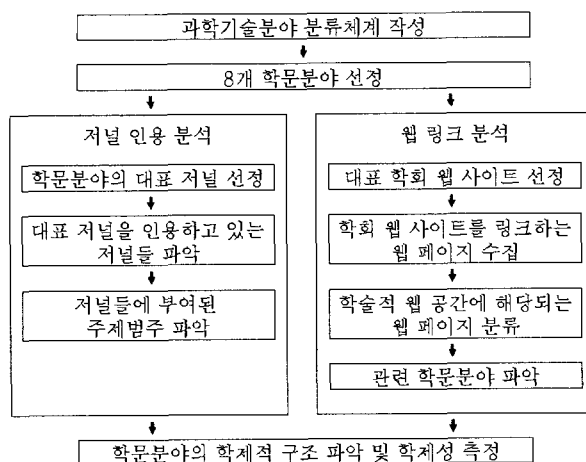 과학기술분야 분류체계 작성
8개 학문분야 선정
저널 인용 분석
학문분야의 대표 저널 선정
대표 저널을 인용하고 있는
저널들 파악
저널들에 부여된
주제범주 파악
웹 링크 분석
대표 학회 웹 사이트 선정
학회 웹 사이트를 링크하는
웹 페이지 수집
학술적 웹 공간에 해당되는
웹 페이지 분류
관련 학문분야 파악
학문분야의 학제적 구조 파악 및 학제성 측정